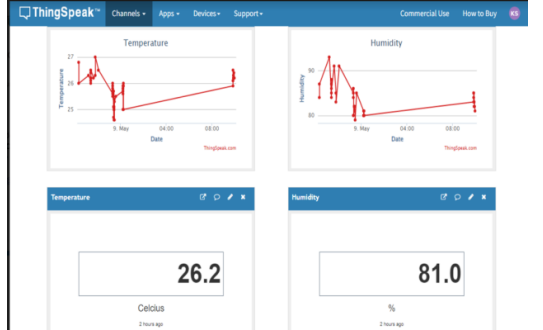 ThingSpeak™ Channels Apps Devices Support Commercial Use How to Buy KS
Temperature
27
26
25
Temperature
9. May 04:00 08:00
Date
ThingSpeak.com
Humidity
90
80
Humidity
9. May 04:00 08:00
Date
ThingSpeak.com
Temperature
26.2
Celcius
2 hours ago
Humidity
81.0
%
2 hours ago